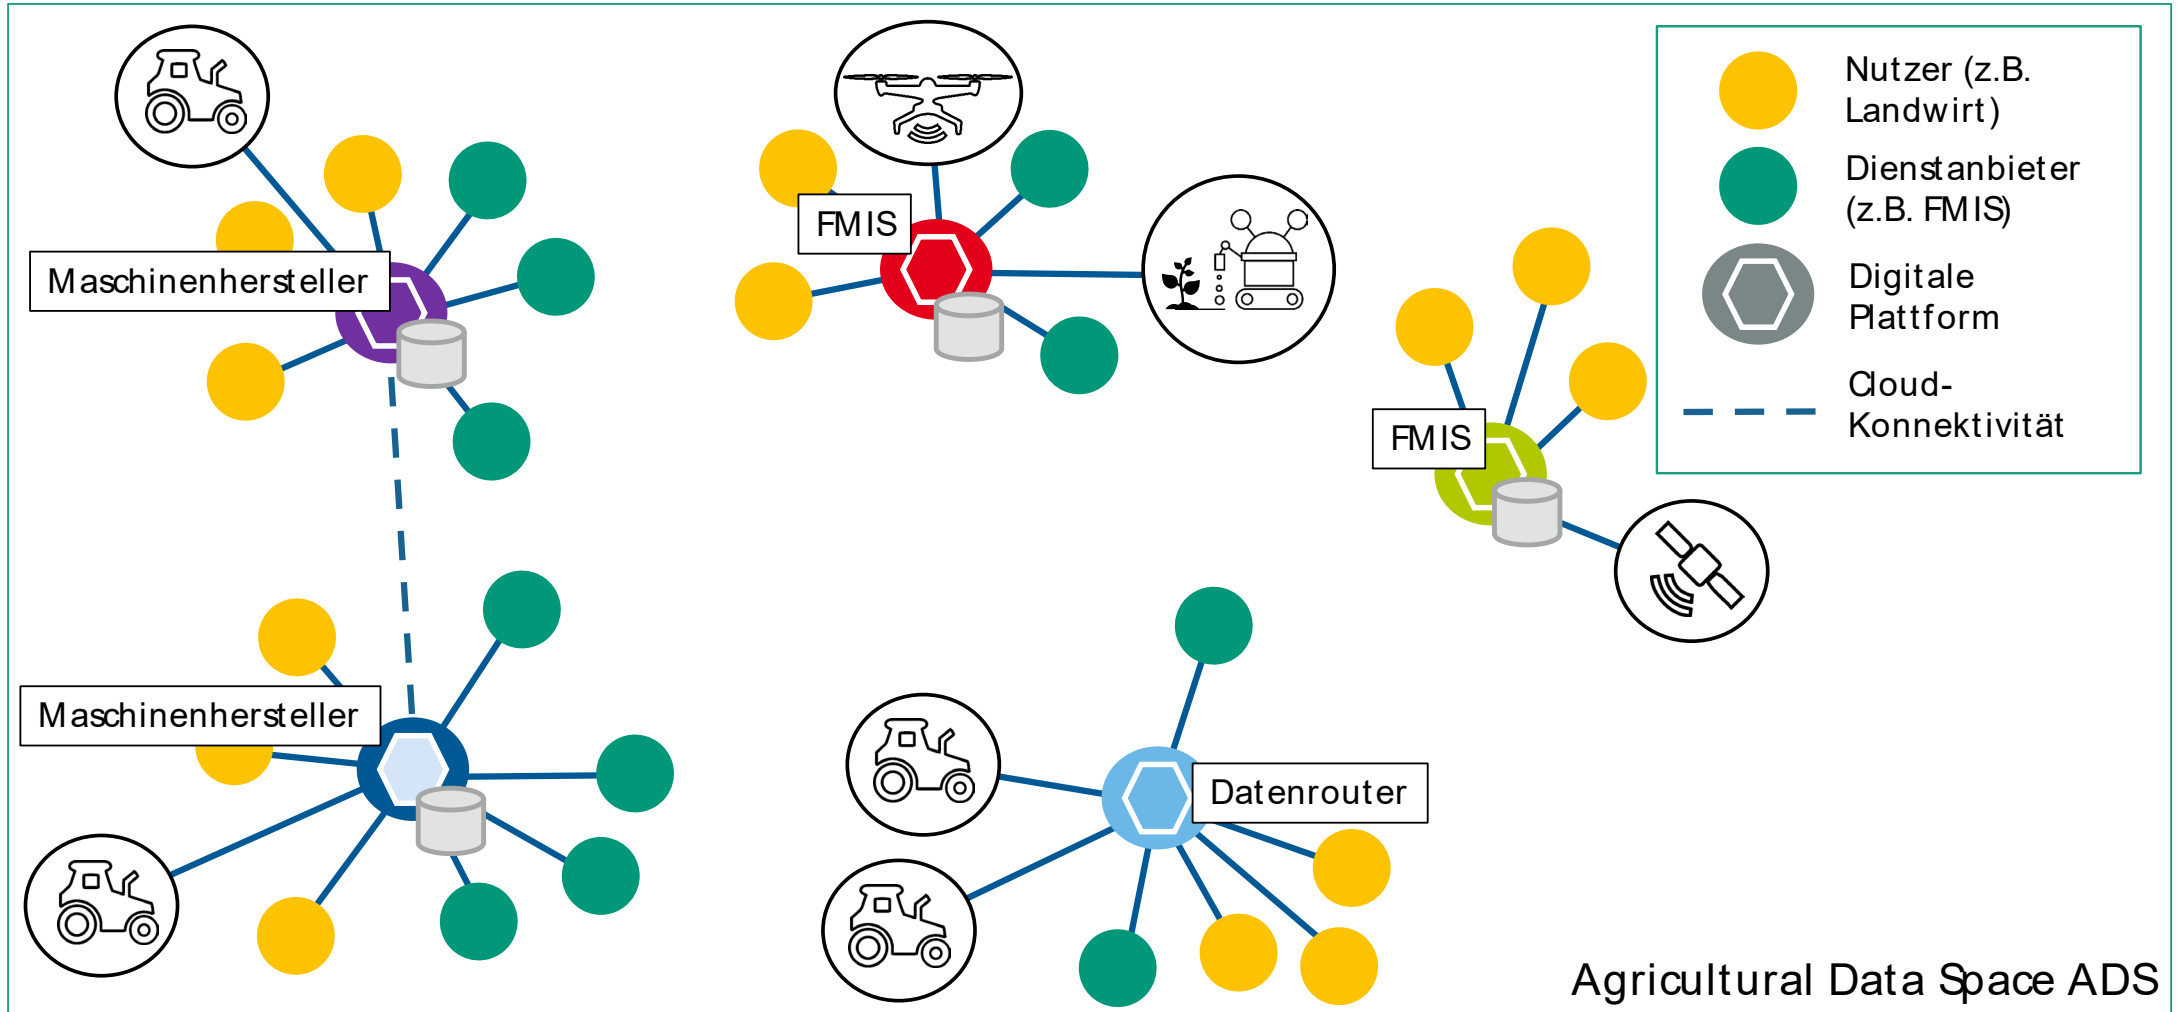 Nutzer (z.B.
Landwirt)
Dienstanbieter
(z.B. FMIS)
Digitale
Plattform
Cloud-
Konnektivität
Maschinenhersteller
FMIS
FMIS
Maschinenhersteller
Datenrouter
Agricultural Data Space ADS